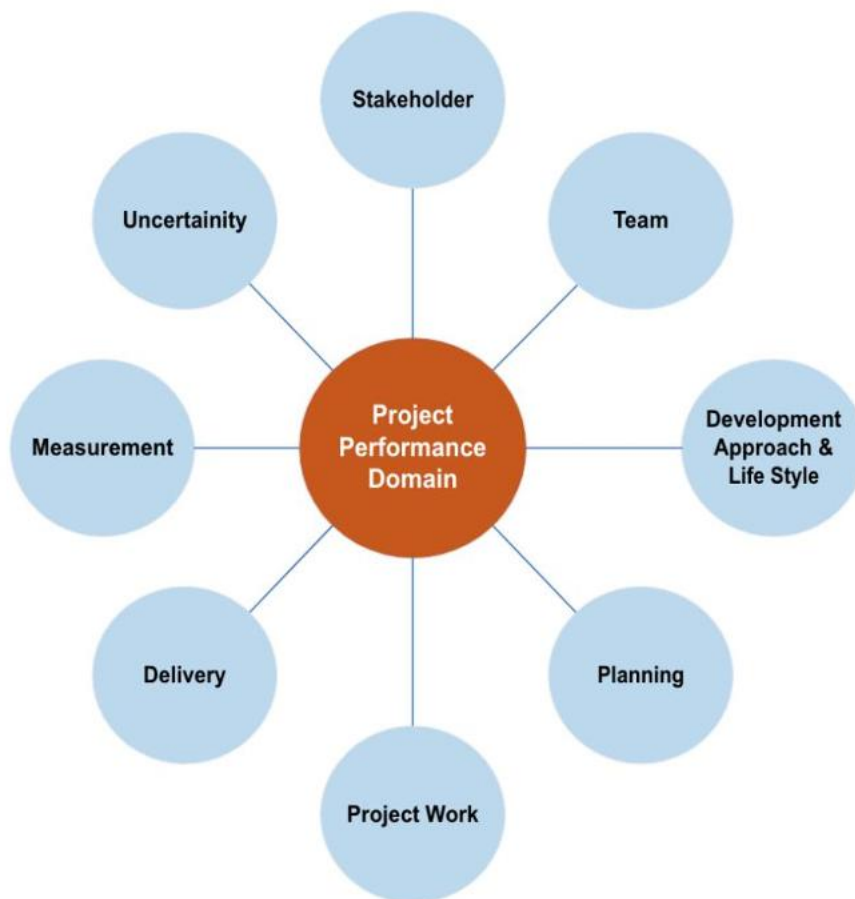 Stakeholder
Uncertainity
Team
Project
Performance
Domain
Measurement
Development
Approach &
Life Style
Delivery
Planning
Project Work